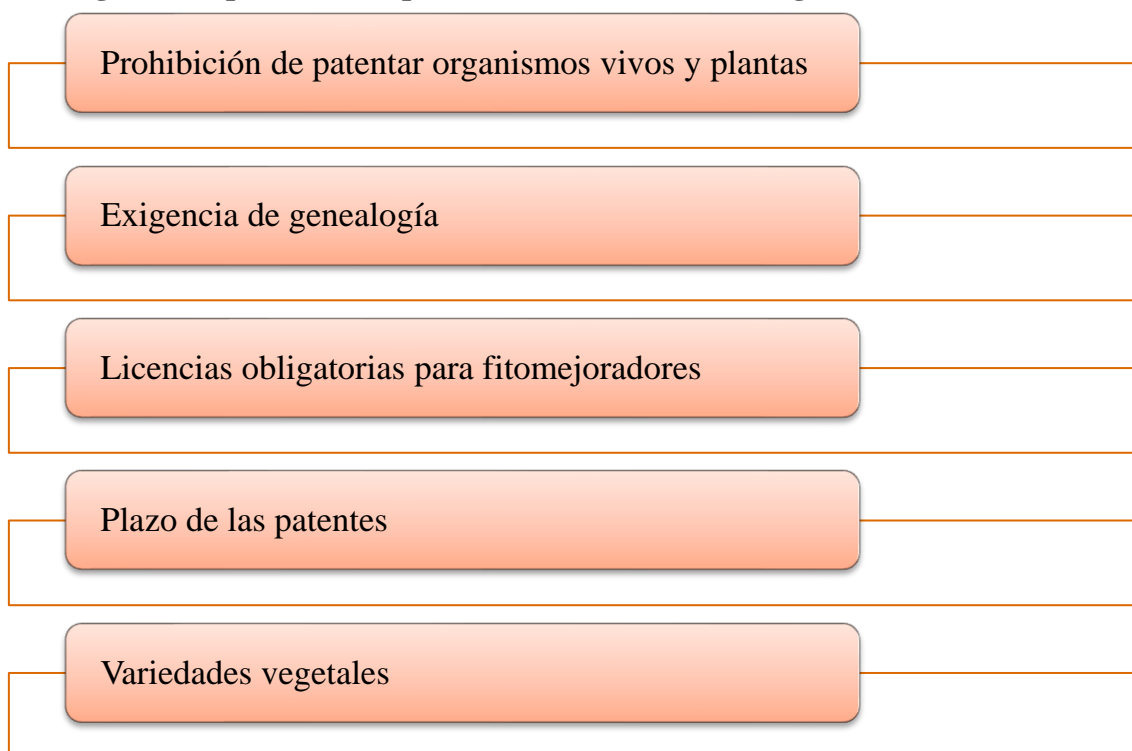 Prohibición de patentar organismos vivos y plantas
Exigencia de genealogía
Licencias obligatorias para fitomejoradores
Plazo de las patentes
Variedades vegetales